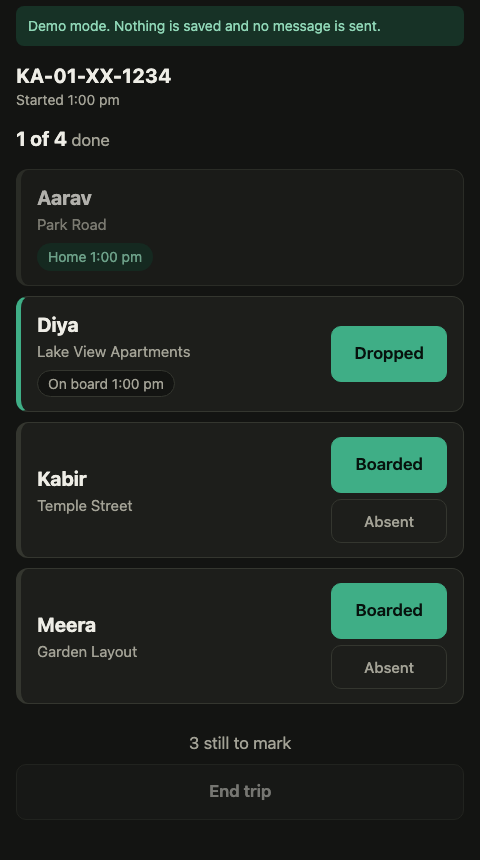 Demo mode. Nothing is saved and no message is sent.
KA-01-XX-1234
Started 1:00 pm
1 of 4 done
Aarav
Park Road
Home 1:00 pm
Diya
Lake View Apartments
On board 1:00 pm
Dropped
Kabir
Temple Street
Boarded
Absent
Meera
Garden Layout
Boarded
Absent
3 still to mark
End trip